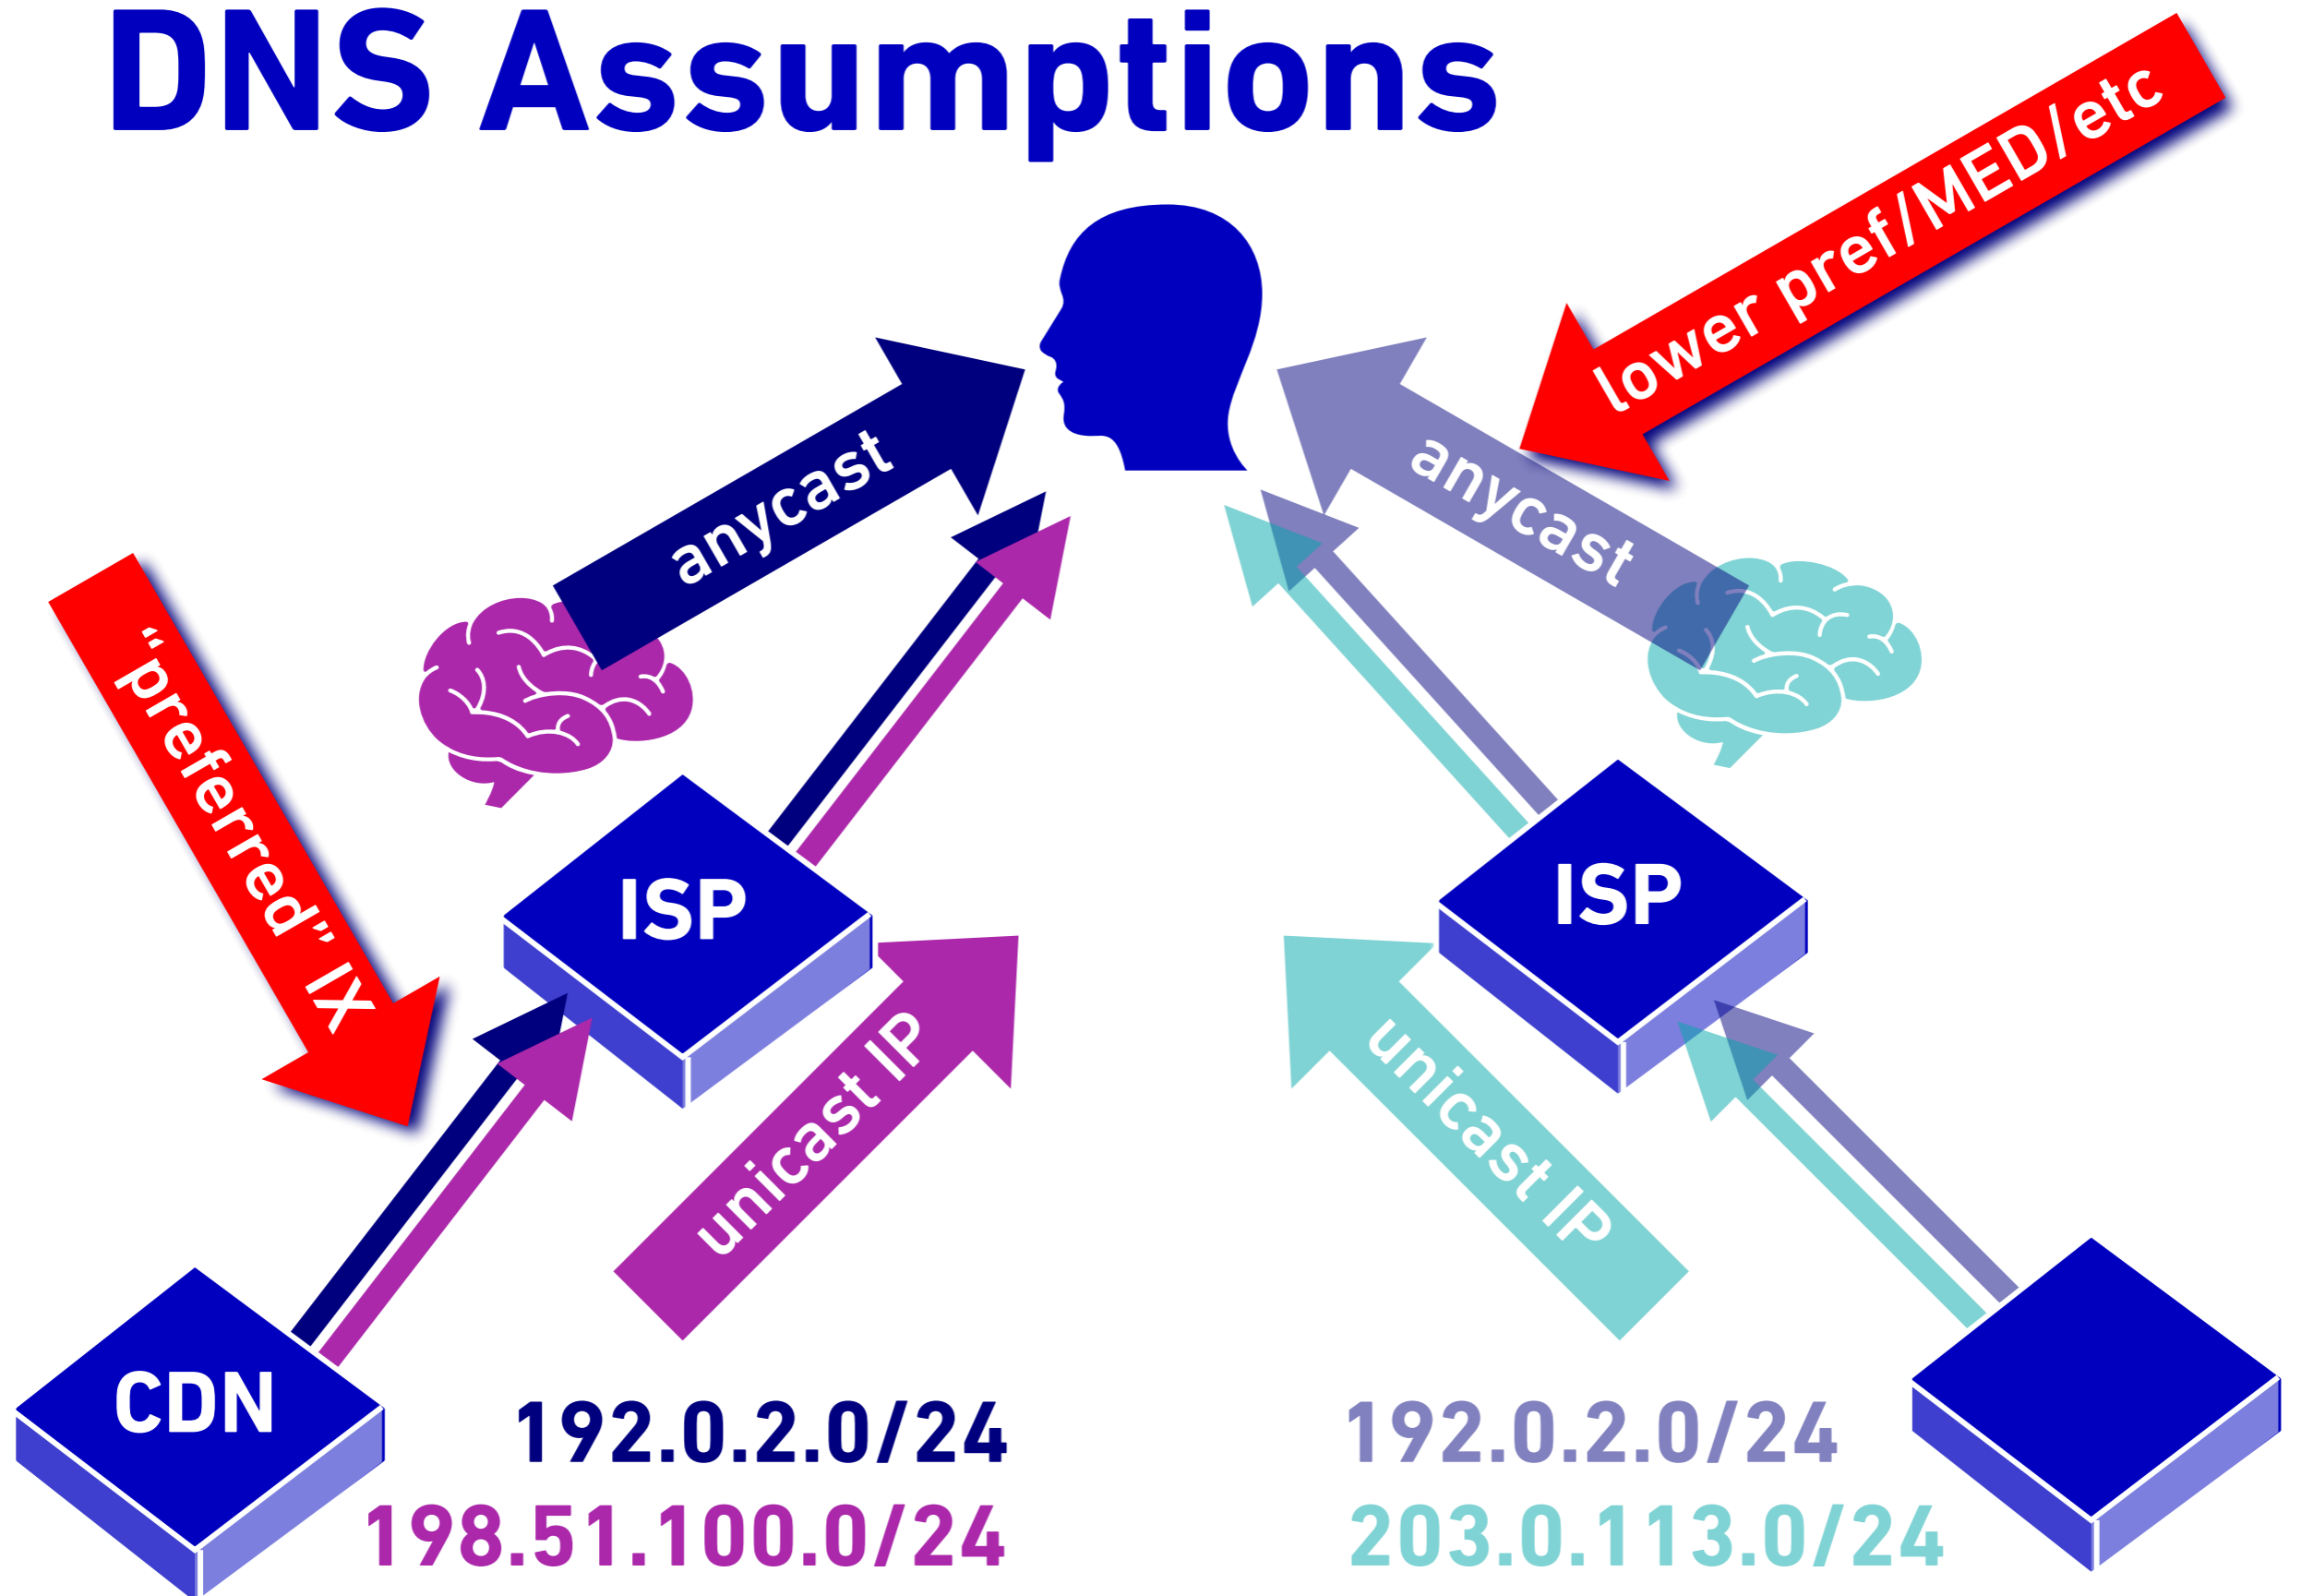 DNS Assumptions
lower pref/MED/etc
anycast
anycast
"preferred" IX
ISP
ISP
unicast IP
unicast IP
CDN
192.0.2.0/24
192.0.2.0/24
198.51.100.0/24
203.0.113.0/24